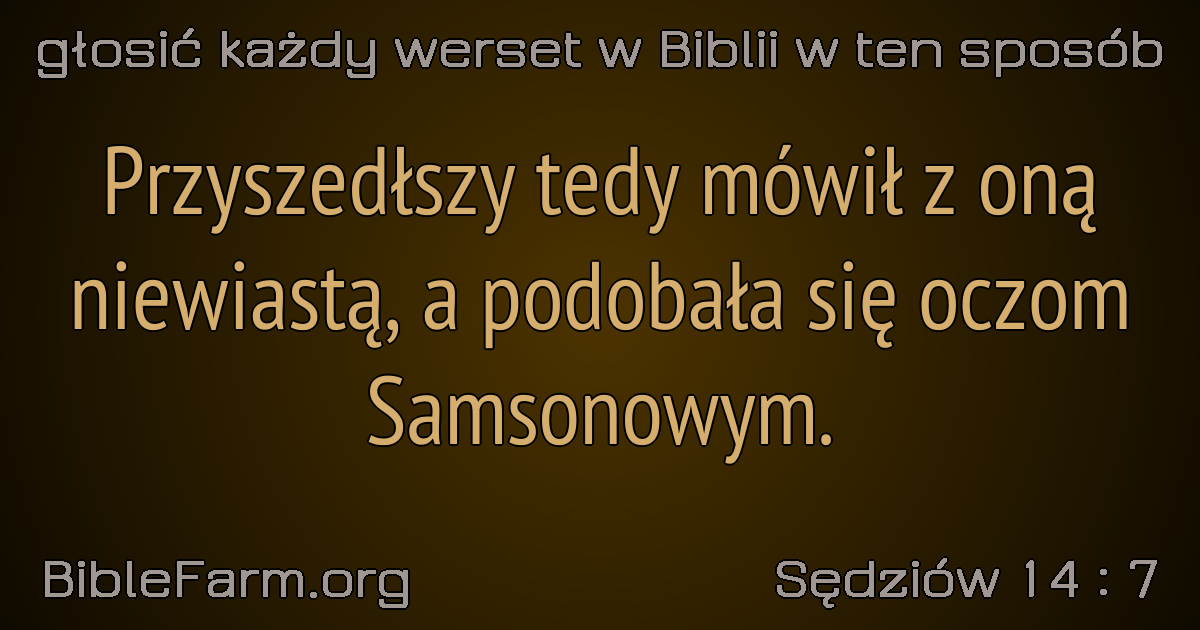 głosić każdy werset w Biblii w ten sposób
Przyszedłszy tedy mówił z oną
niewiastą, a podobała się oczom
Samsonowym.
BibleFarm.org
Sędziów 14 : 7